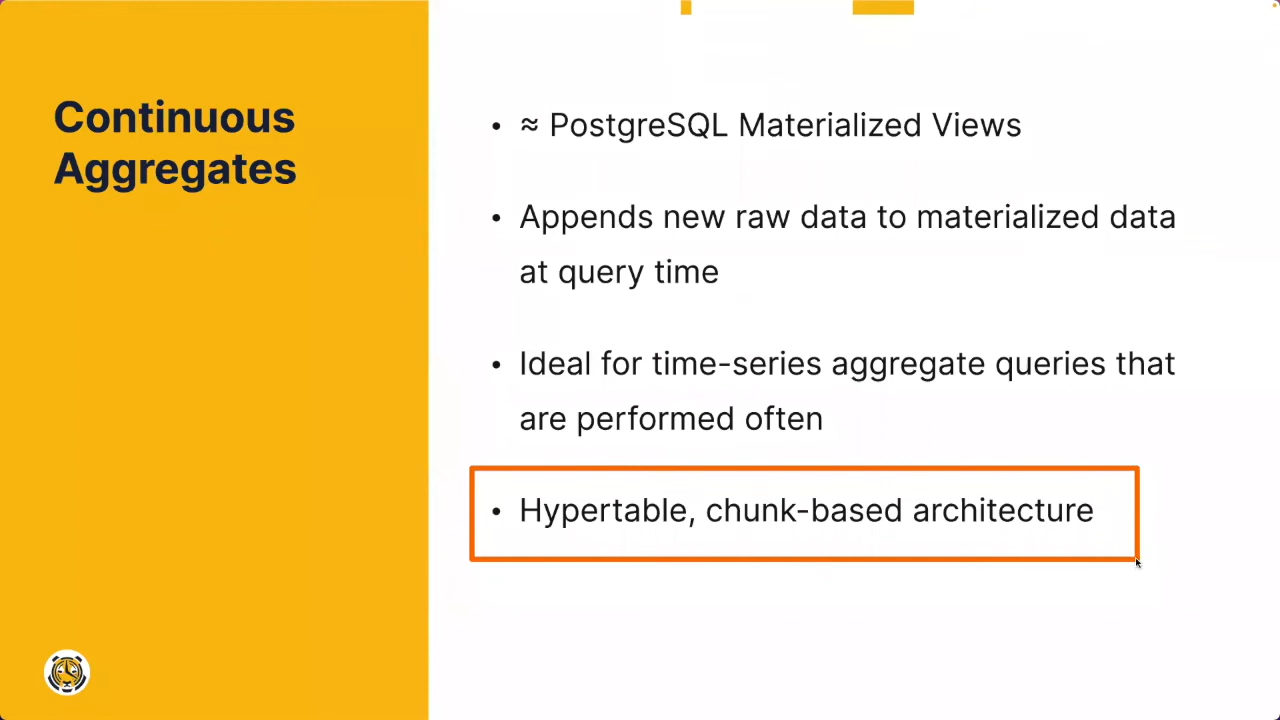 Continuous
Aggregates
• ≈ PostgreSQL Materialized Views
• Appends new raw data to materialized data
at query time
• Ideal for time-series aggregate queries that
are performed often
• Hypertable, chunk-based architecture